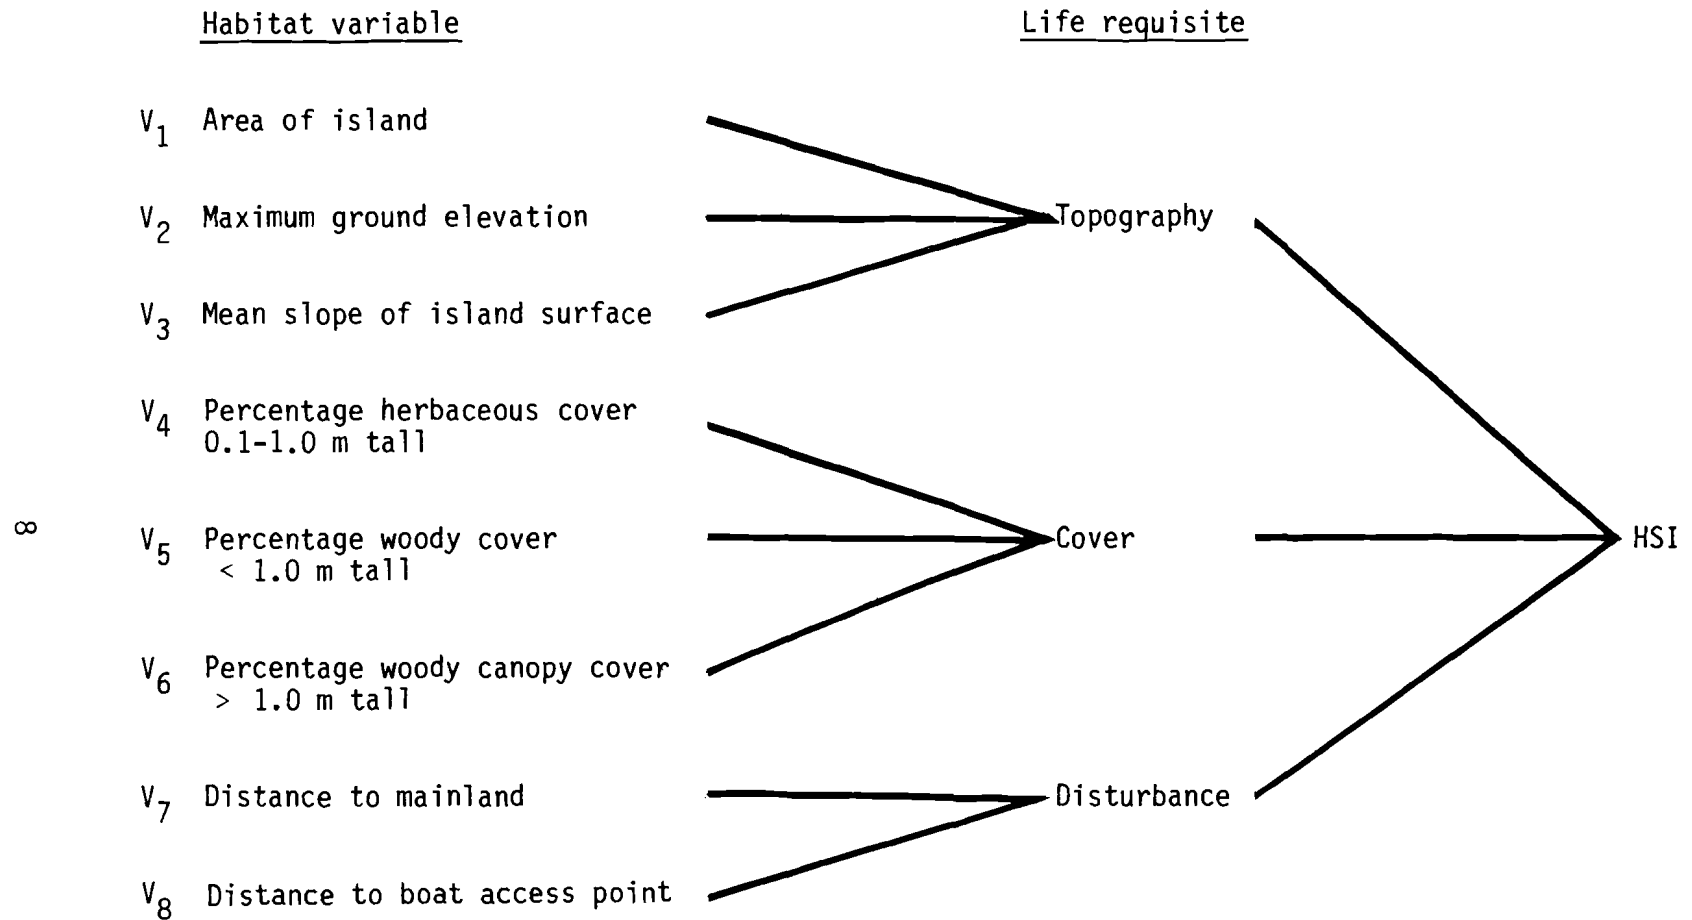 Habitat variable Life requisite
V1 Area of island
V2 Maximum ground elevation Topography
V3 Mean slope of island surface
V4 Percentage herbaceous cover
0.1-1.0 m tall
8
V5 Percentage woody cover Cover HSI
< 1.0 m tall
V6 Percentage woody canopy cover
> 1.0 m tall
V7 Distance to mainland Disturbance
V8 Distance to boat access point